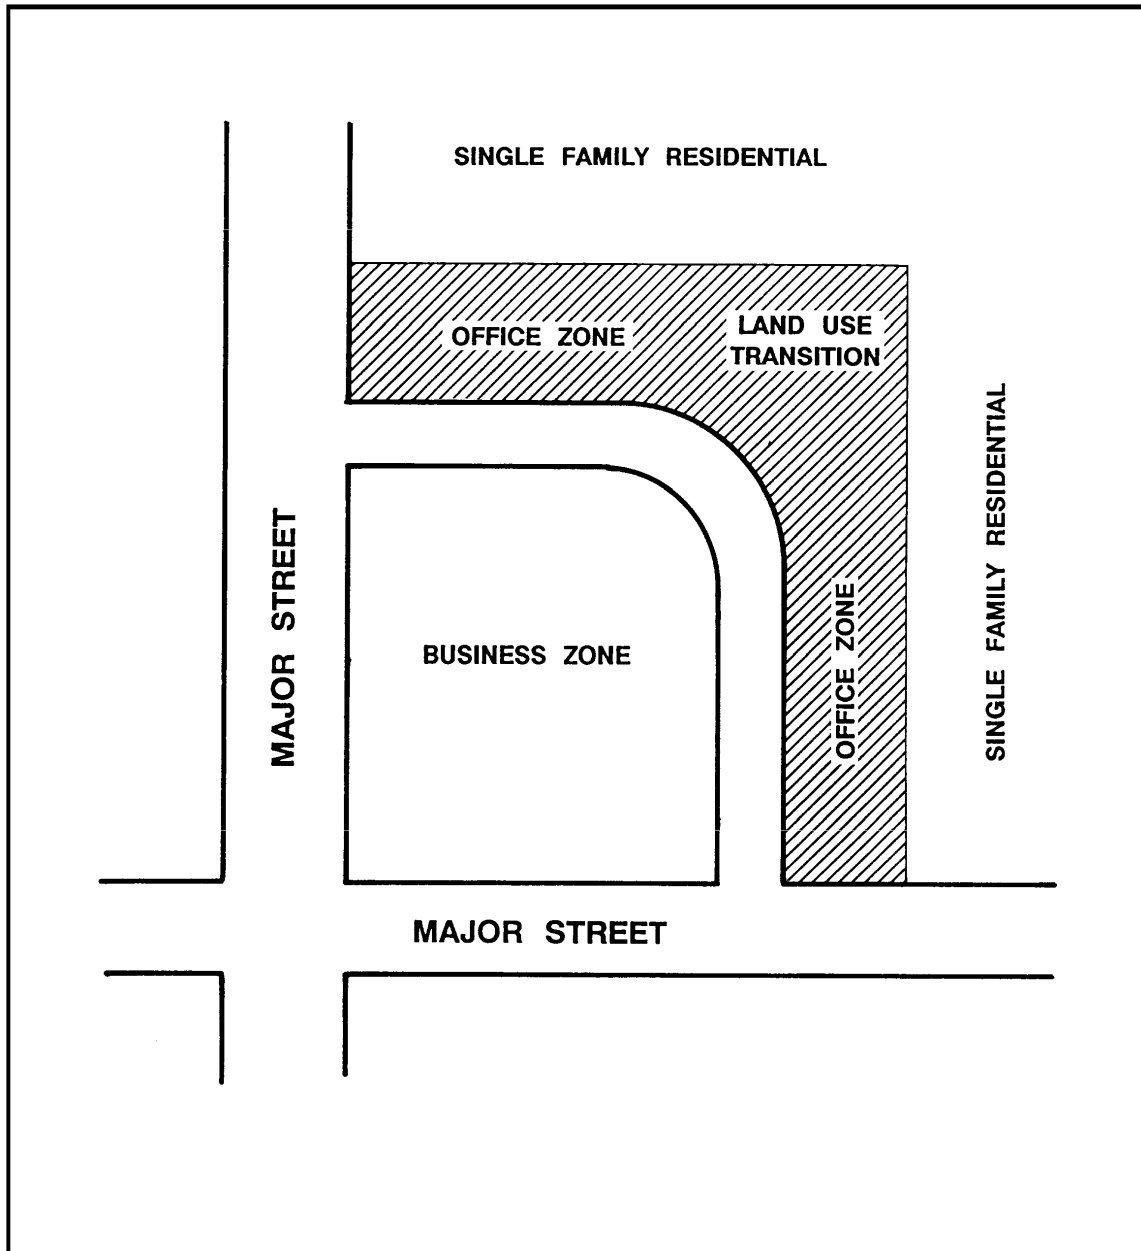 SINGLE FAMILY RESIDENTIAL
OFFICE ZONE
LAND USE
TRANSITION
SINGLE FAMILY RESIDENTIAL
MAJOR STREET
BUSINESS ZONE
OFFICE ZONE
MAJOR STREET